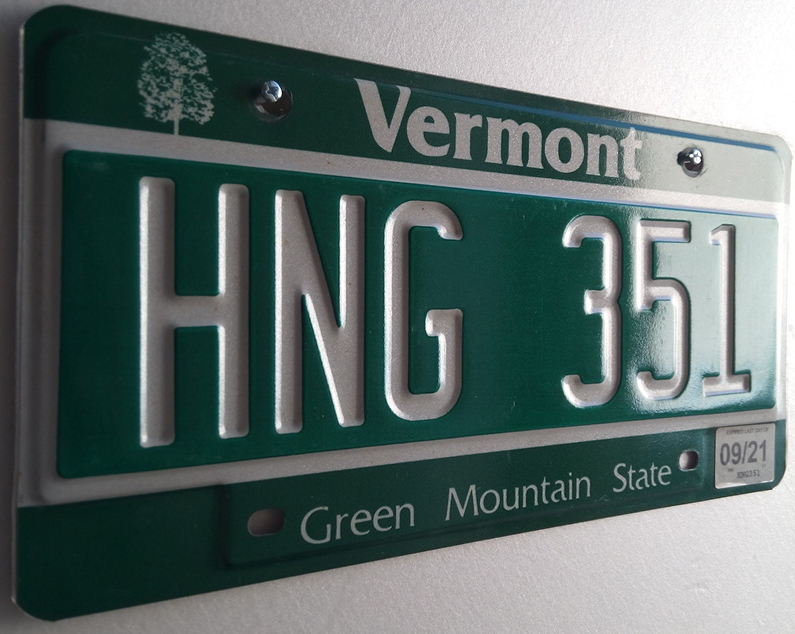 Vermont
HNG 351
09/21
Green Mountain State